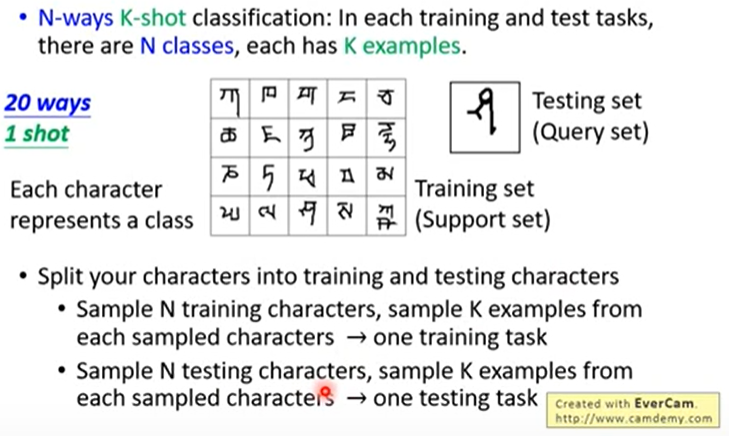 • N-ways K-shot classification: In each training and test tasks,
there are N classes, each has K examples.
20 ways
1 shot
Each character
represents a class
Testing set
(Query set)
Training set
(Support set)
• Split your characters into training and testing characters
• Sample N training characters, sample K examples from
each sampled characters → one training task
• Sample N testing characters, sample K examples from
each sampled characters → one testing task
Created with EverCam.
http://www.camdemy.com